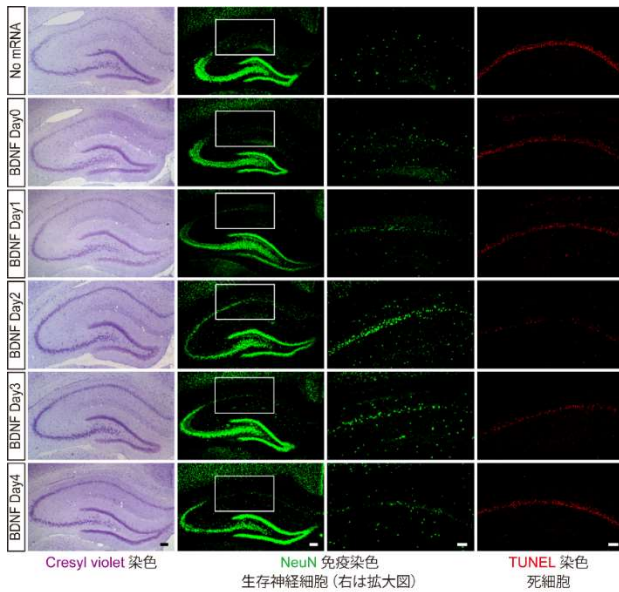 No mRNA
BDNF Day0
BDNF Day1
BDNF Day2
BDNF Day3
BDNF Day4
Cresyl violet 染色
NeuN 免疫染色
生存神経細胞(右は拡大図)
TUNEL 染色
死細胞